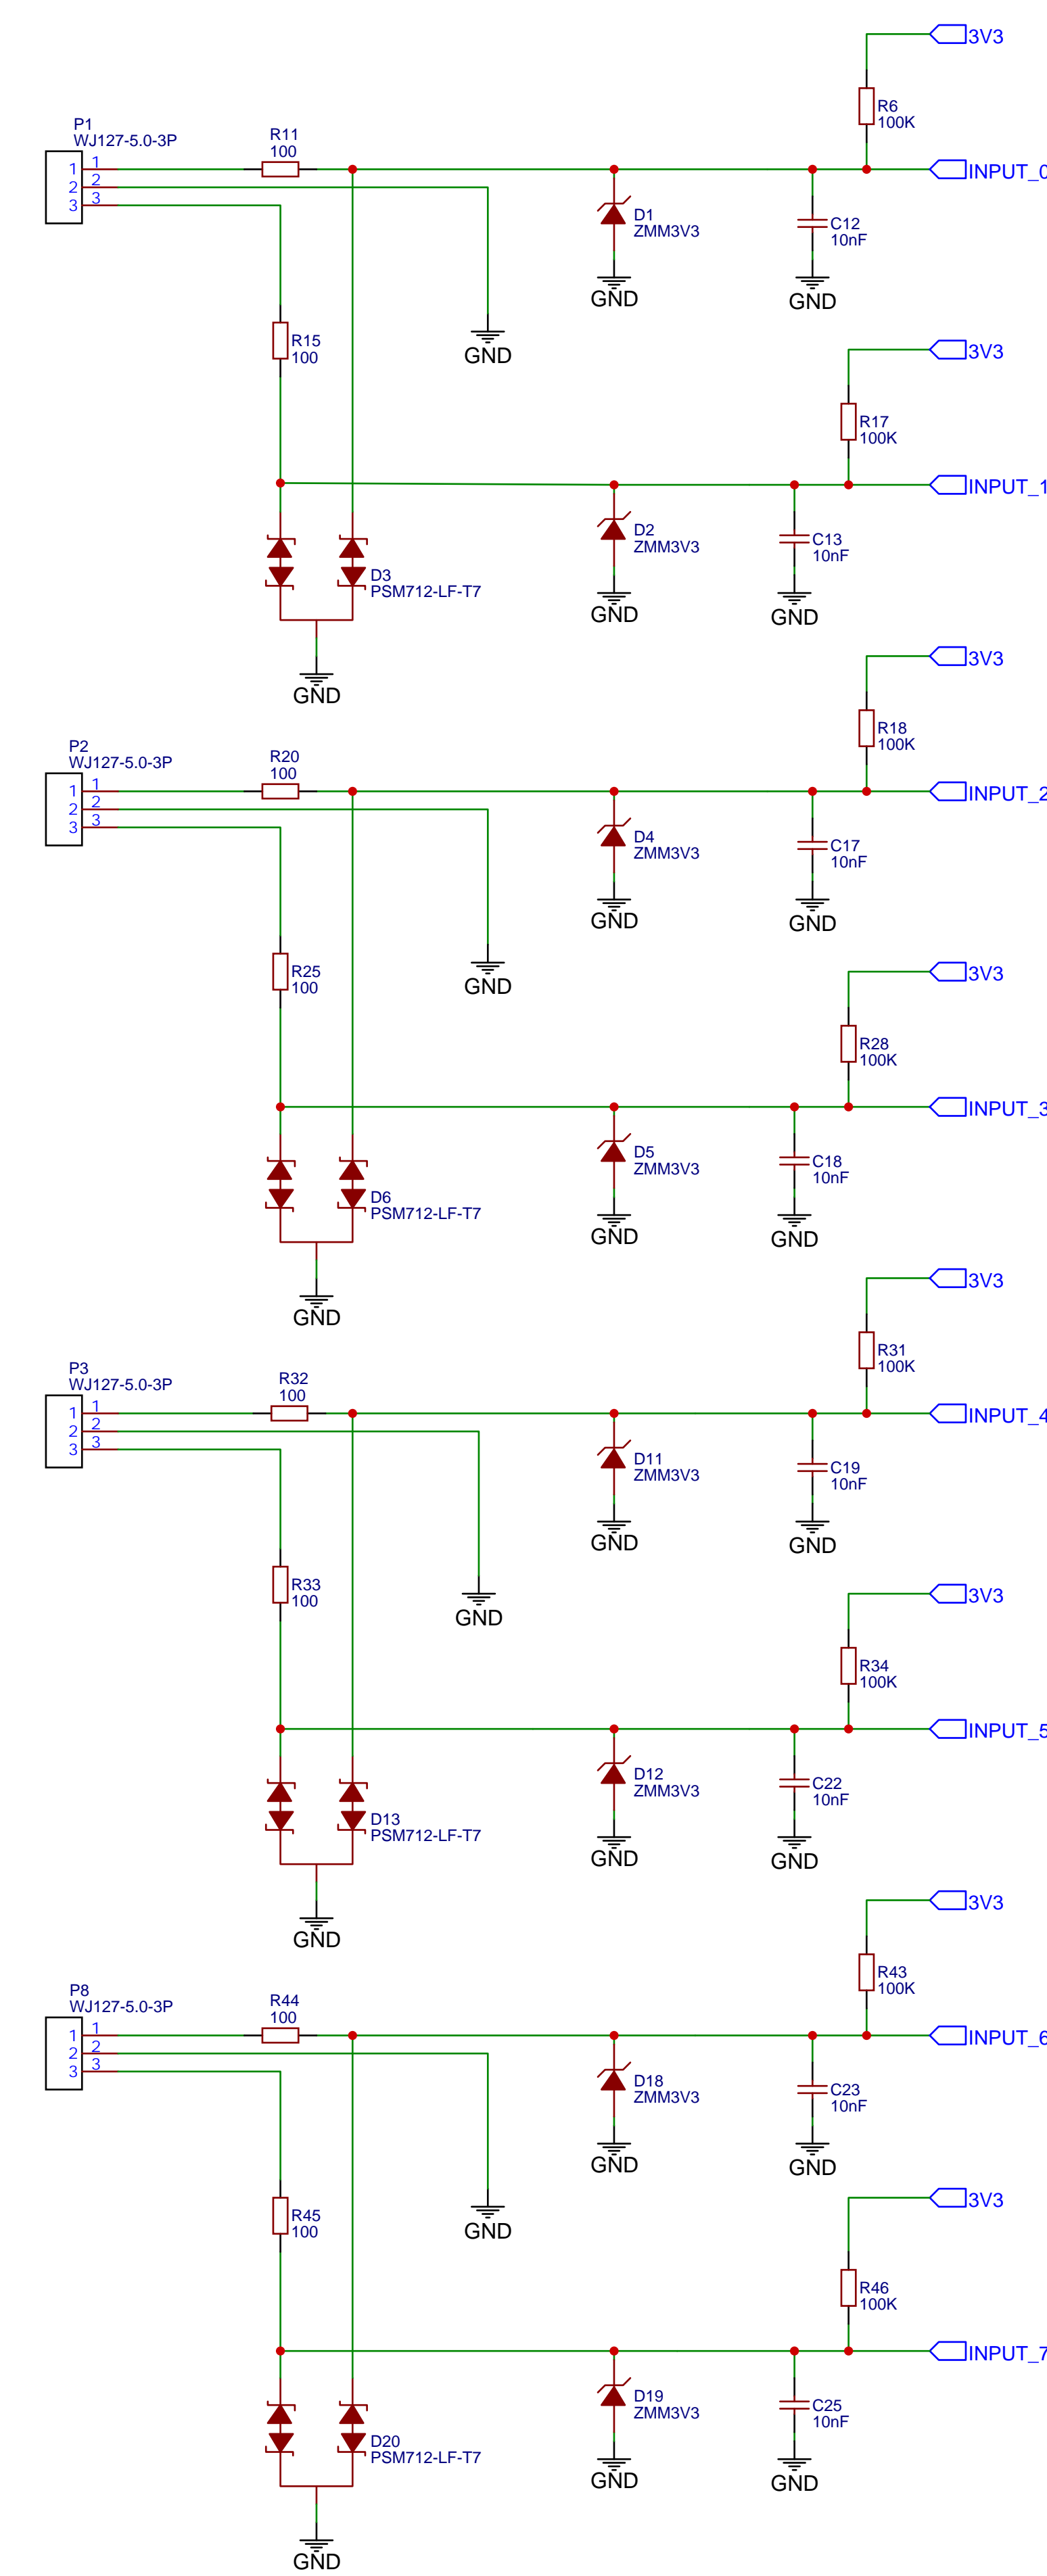 3V3
R6
100K
P1
WJ127-5.0-3P
R11
100
1 1
2 2
3 3
INPUT_0
D1
ZMM3V3
C12
10nF
GND
GND
GND
R15
100
3V3
R17
100K
INPUT_1
D2
ZMM3V3
C13
10nF
D3
PSM712-LF-T7
GND
GND
GND
3V3
R18
100K
P2
WJ127-5.0-3P
R20
100
1 1
2 2
3 3
INPUT_2
D4
ZMM3V3
C17
10nF
GND
GND
GND
R25
100
3V3
R28
100K
INPUT_3
D5
ZMM3V3
C18
10nF
D6
PSM712-LF-T7
GND
GND
GND
3V3
R31
100K
P3
WJ127-5.0-3P
R32
100
1 1
2 2
3 3
INPUT_4
D11
ZMM3V3
C19
10nF
GND
GND
GND
R33
100
3V3
R34
100K
INPUT_5
D12
ZMM3V3
C22
10nF
D13
PSM712-LF-T7
GND
GND
GND
3V3
R43
100K
P8
WJ127-5.0-3P
R44
100
1 1
2 2
3 3
INPUT_6
D18
ZMM3V3
C23
10nF
GND
GND
GND
R45
100
3V3
R46
100K
INPUT_7
D19
ZMM3V3
C25
10nF
D20
PSM712-LF-T7
GND
GND
GND